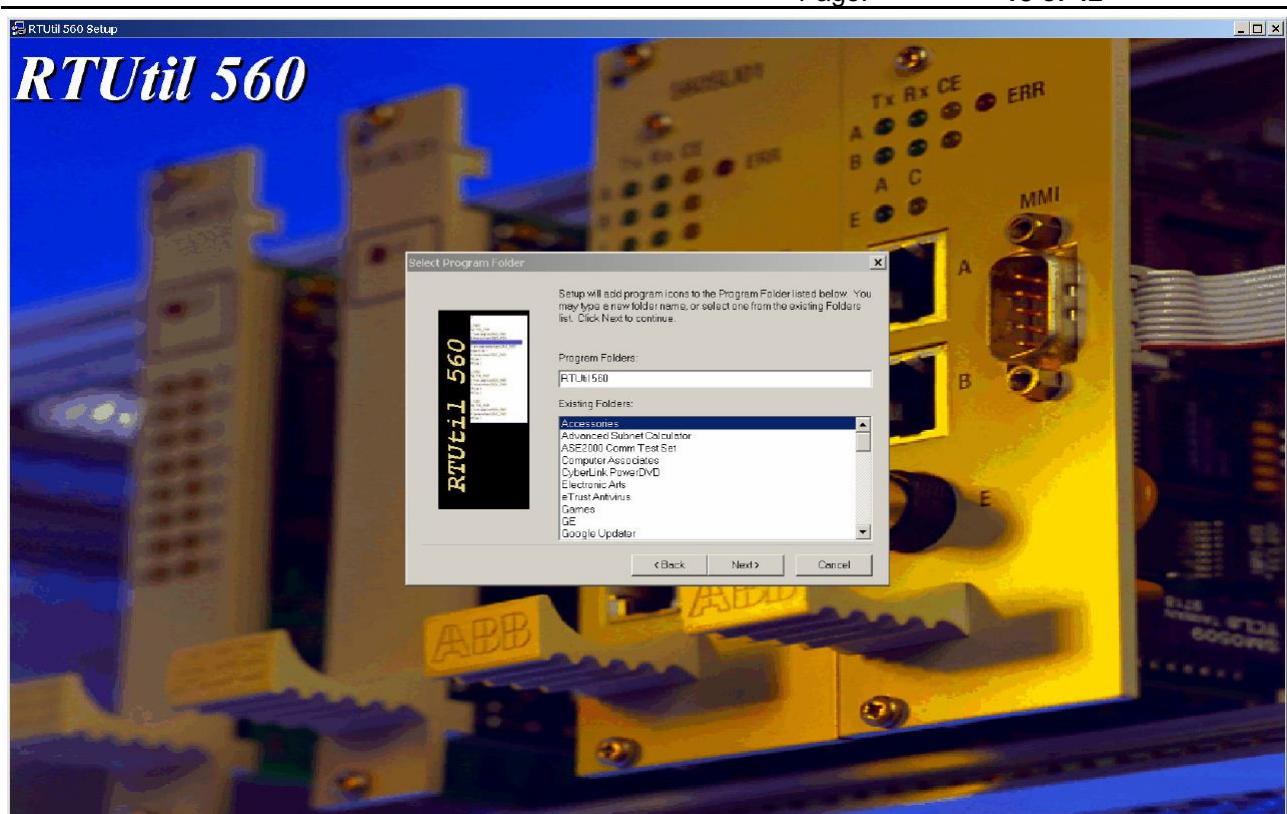 RTUtil 560 Setup
RTUtil 560
Tx Rx CE
ERR
A
B
A C
E
MMI
A
B
E
Select Program Folder
Setup will add program icons to the Program Folder listed below. You
may type a new folder name, or select one from the existing Folders
list. Click Next to continue.
RTUtil 560
Program Folders:
RTUtil560
Existing Folders:
Accessories
Advanced Subnet Calculator
ASE2000 Comm Test Set
Computer Associates
CyberLink PowerDVD
Electronic Arts
eTrust Antivirus
Games
GE
Google Updater
< Back
Next >
Cancel
ABB
ABB